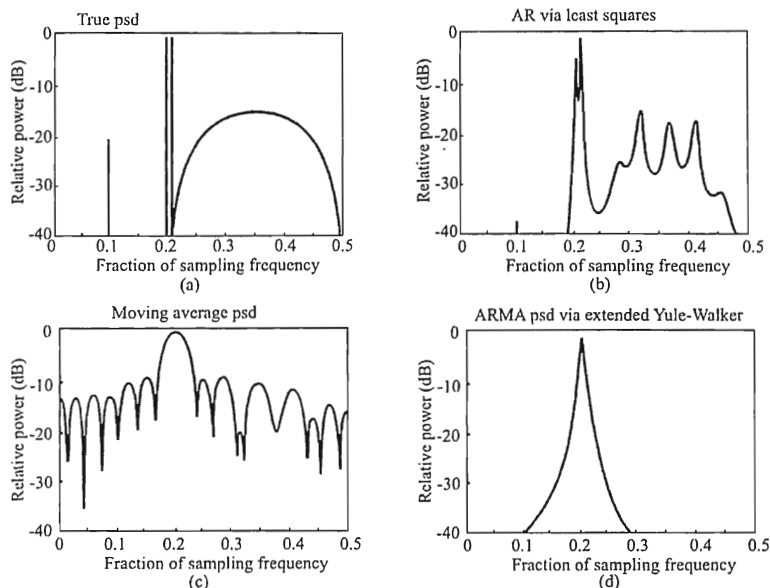 True psd
0
-10
-20
-30
-40
Relative power (dB)
0 0.1 0.2 0.3 0.4 0.5
Fraction of sampling frequency
(a)
AR via least squares
0
-10
-20
-30
-40
Relative power (dB)
0 0.1 0.2 0.3 0.4 0.5
Fraction of sampling frequency
(b)
Moving average psd
0
-10
-20
-30
-40
Relative power (dB)
0 0.1 0.2 0.3 0.4 0.5
Fraction of sampling frequency
(c)
ARMA psd via extended Yule-Walker
0
-10
-20
-30
-40
Relative power (dB)
0 0.1 0.2 0.3 0.4 0.5
Fraction of sampling frequency
(d)